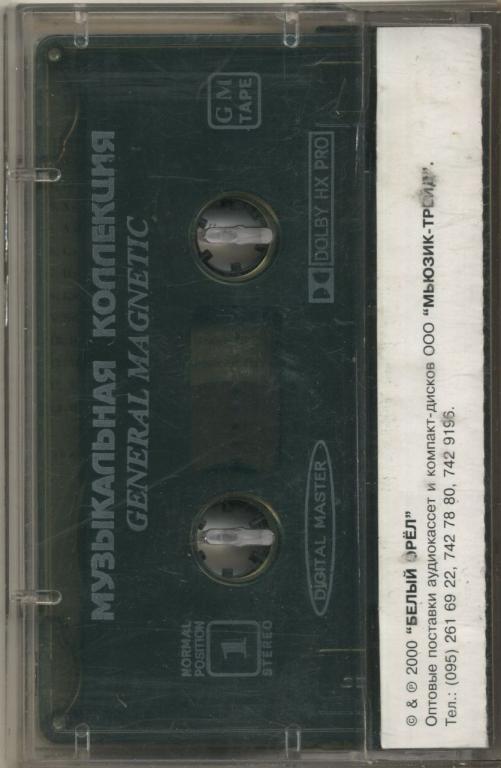 МУЗЫКАЛЬНАЯ КОЛЛЕКЦИЯ
GENERAL MAGNETIC
NORMAL
POSITION
1
STEREO
GM
TAPE
DIGITAL MASTER
DOLBY HX PRO
© & ℗ 2000 "БЕЛЫЙ ОРЁЛ"
Оптовые поставки аудиокассет и компакт-дисков ООО "МЬЮЗИК-ТРЕЙД".
Тел.: (095) 261 69 22, 742 78 80, 742 9196.